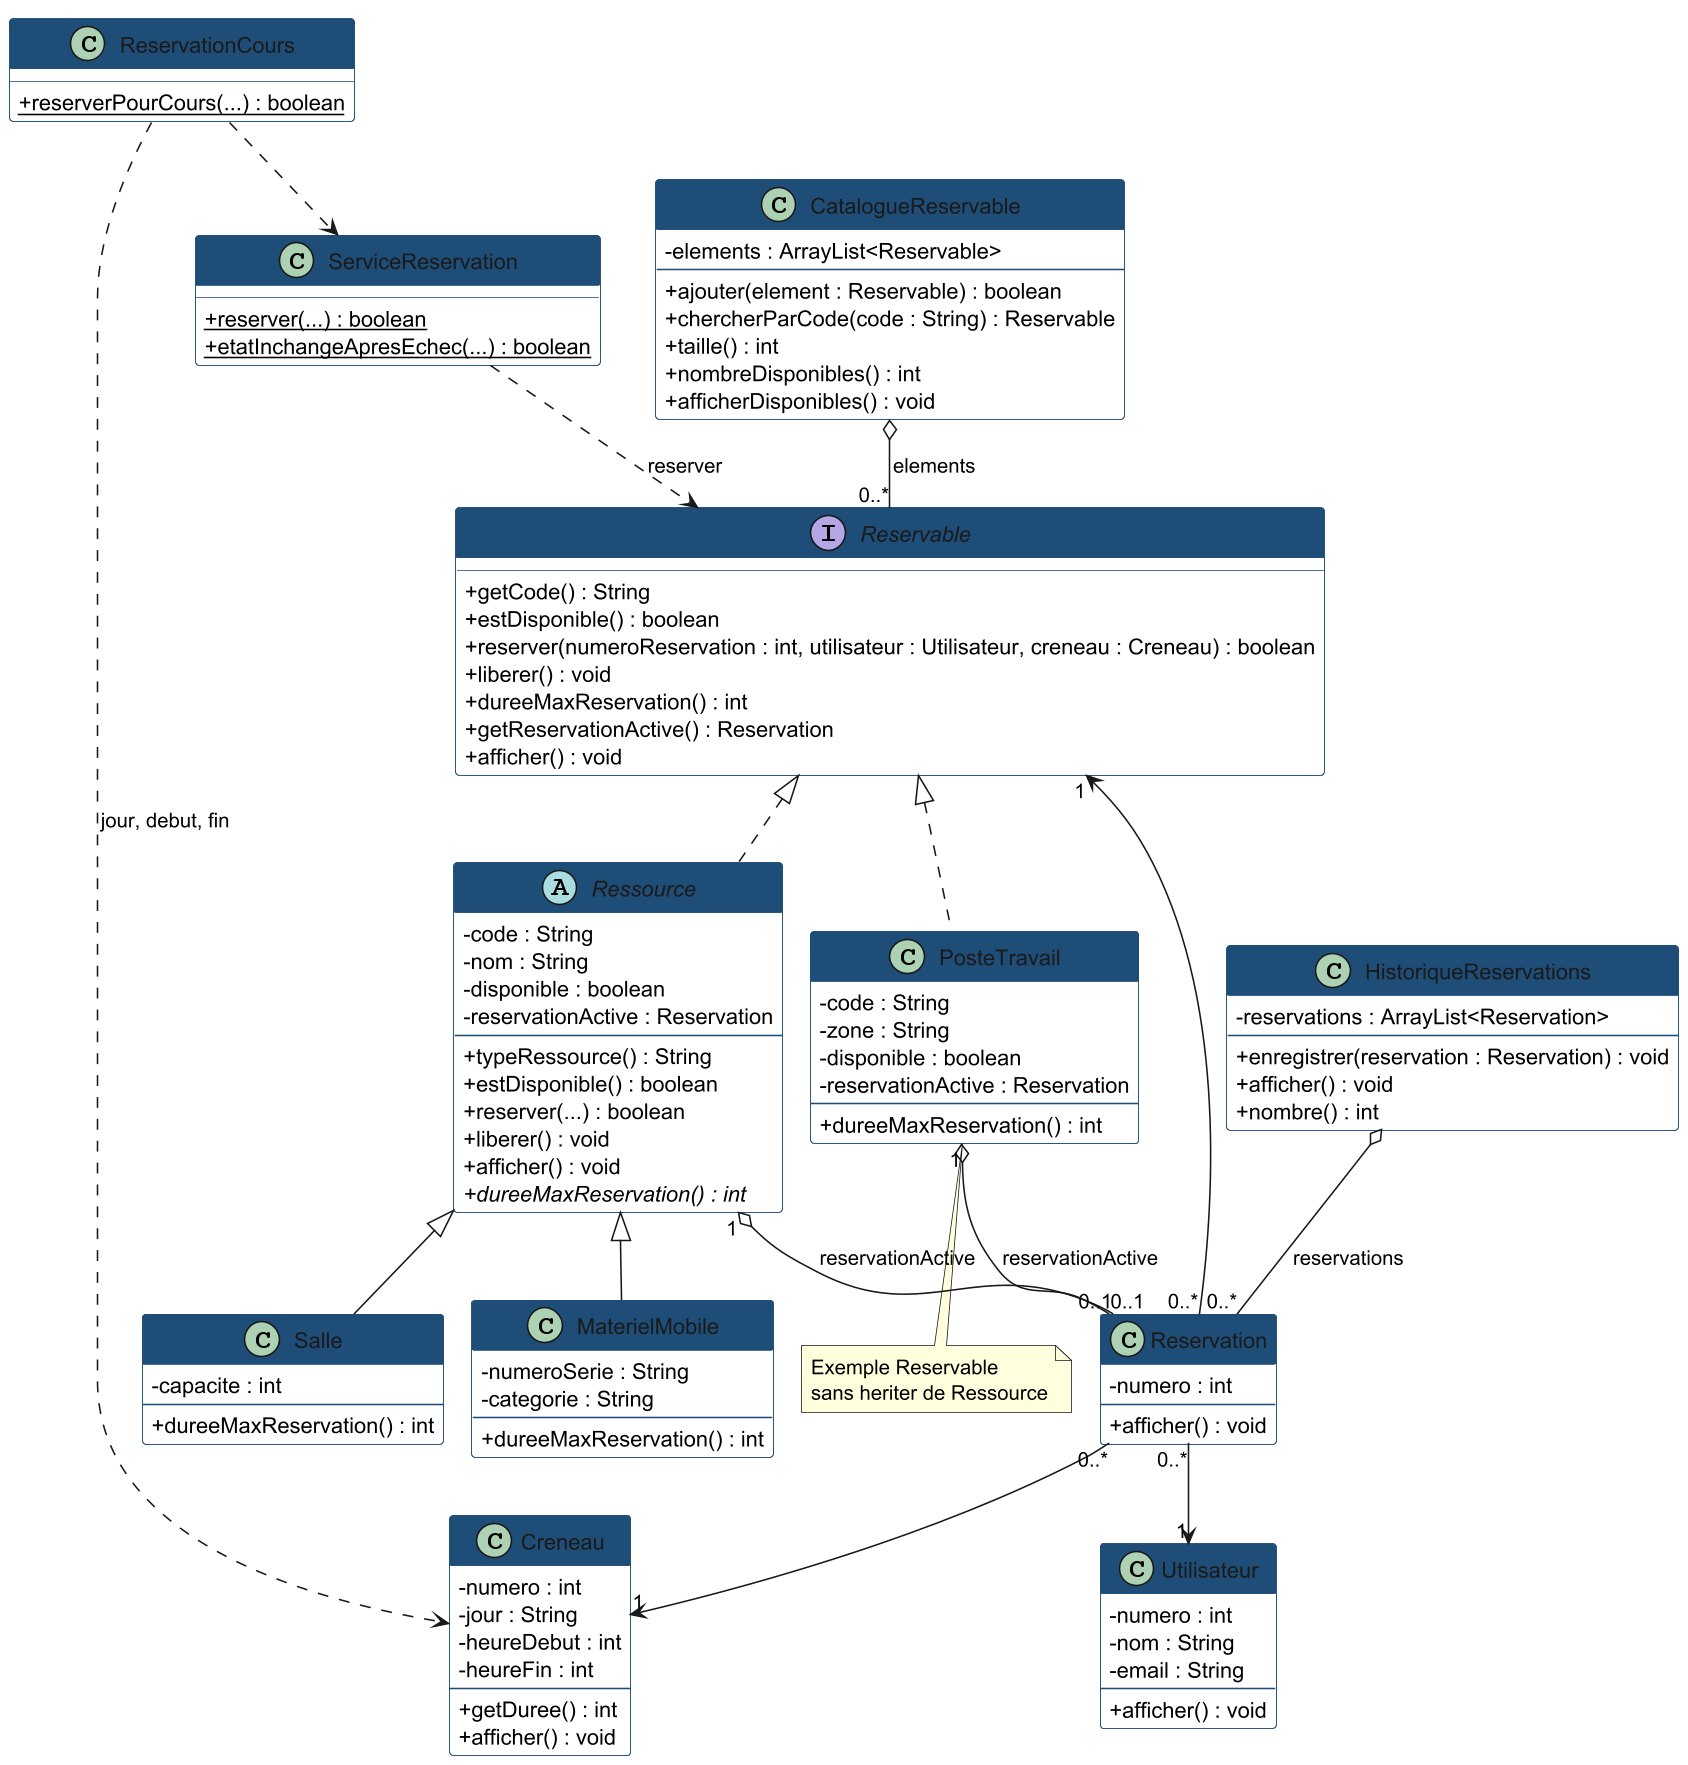 C ReservationCours
+reserverPourCours(...) : boolean
C CatalogueReservable
-elements : ArrayList<Reservable>
+ajouter(element : Reservable) : boolean
+chercherParCode(code : String) : Reservable
+taille() : int
+nombreDisponibles() : int
+afficherDisponibles() : void
C ServiceReservation
+reserver(...) : boolean
+etatInchangeApresEchec(...) : boolean
reserver
elements
0..*
I Reservable
+getCode() : String
+estDisponible() : boolean
+reserver(numeroReservation : int, utilisateur : Utilisateur, creneau : Creneau) : boolean
+liberer() : void
+dureeMaxReservation() : int
+getReservationActive() : Reservation
+afficher() : void
1
jour, debut, fin
A Ressource
-code : String
-nom : String
-disponible : boolean
-reservationActive : Reservation
+typeRessource() : String
+estDisponible() : boolean
+reserver(...) : boolean
+liberer() : void
+afficher() : void
+dureeMaxReservation() : int
C PosteTravail
-code : String
-zone : String
-disponible : boolean
-reservationActive : Reservation
+dureeMaxReservation() : int
C HistoriqueReservations
-reservations : ArrayList<Reservation>
+enregistrer(reservation : Reservation) : void
+afficher() : void
+nombre() : int
1
1
reservationActive
reservationActive
reservations
0..1
0..1
0..*
0..*
C Salle
-capacite : int
+dureeMaxReservation() : int
C MaterielMobile
-numeroSerie : String
-categorie : String
+dureeMaxReservation() : int
Exemple Reservable
sans heriter de Ressource
C Reservation
-numero : int
+afficher() : void
0..*
0..*
1
1
C Creneau
-numero : int
-jour : String
-heureDebut : int
-heureFin : int
+getDuree() : int
+afficher() : void
C Utilisateur
-numero : int
-nom : String
-email : String
+afficher() : void